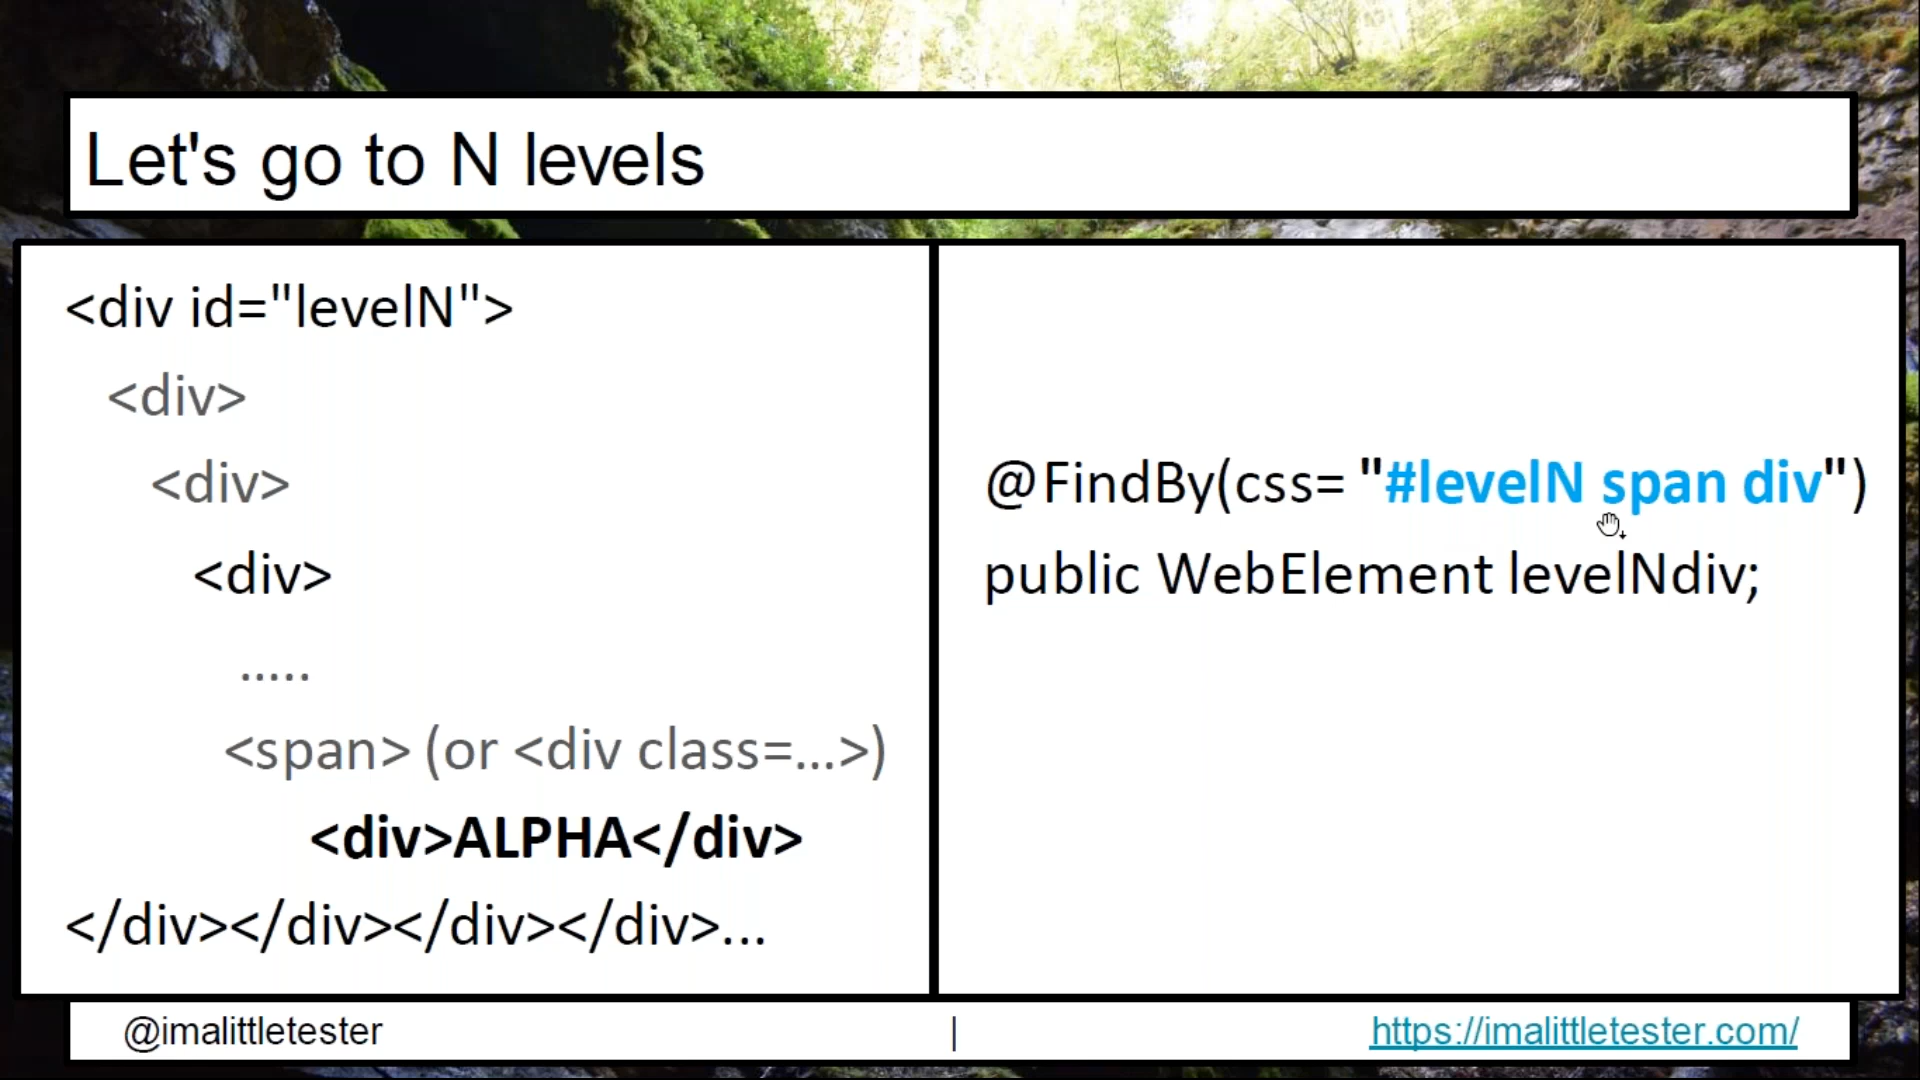 Let's go to N levels
<div id="levelN">
<div>
<div>
<div>
.....
<span> (or <div class=...>)
<div>ALPHA</div>
</div></div></div></div>...
@FindBy(css= "#levelN span div")
public WebElement levelNdiv;
@imalittletester | https://imalittletester.com/